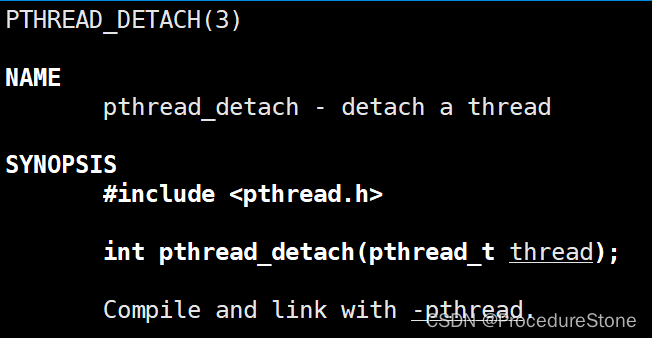 PTHREAD_DETACH(3)
NAME
pthread_detach - detach a thread
SYNOPSIS
#include <pthread.h>
int pthread_detach(pthread_t thread);
Compile and link with -pthread.
CSDN @ProcedureStone